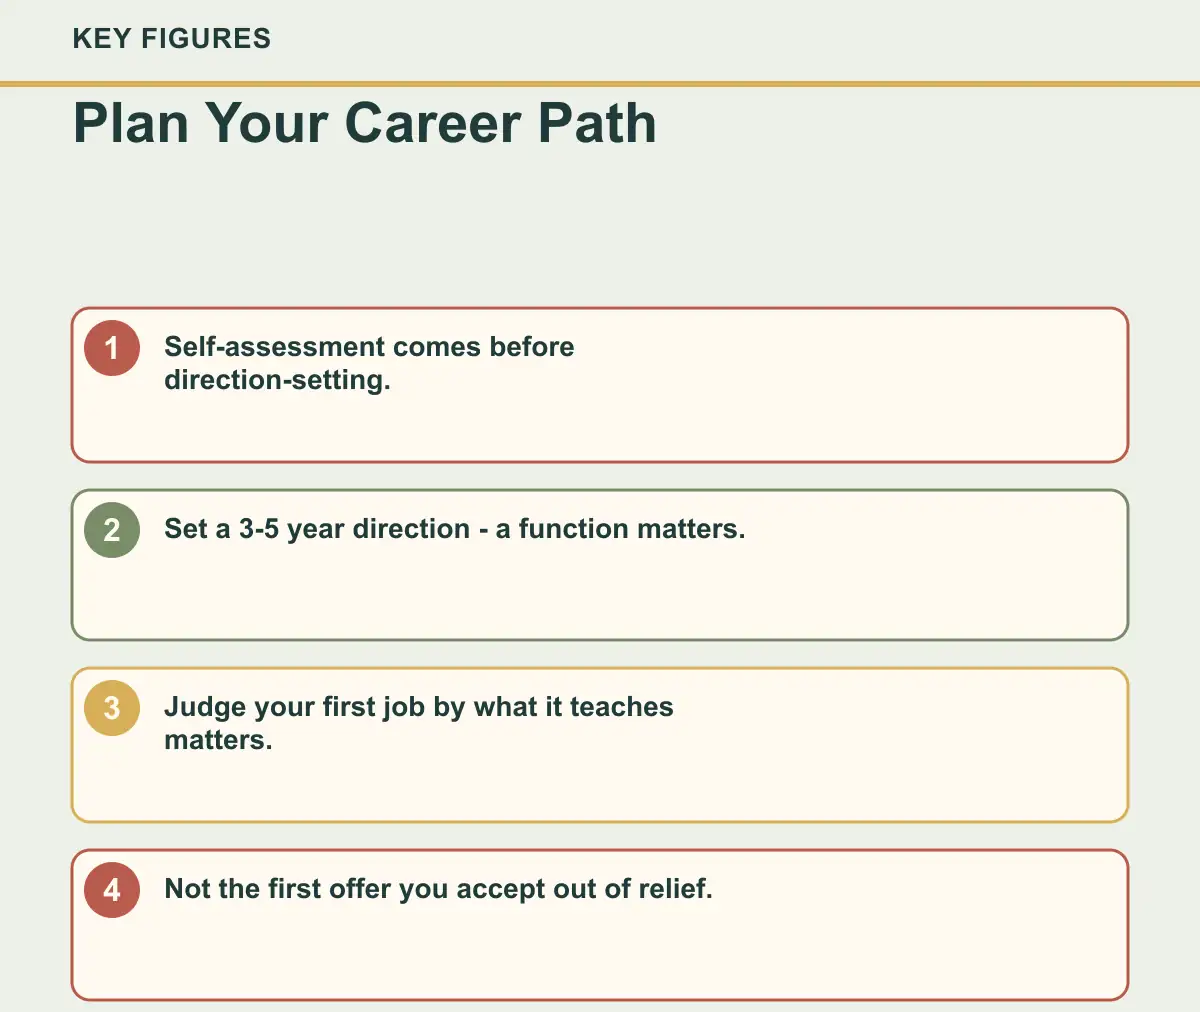 KEY FIGURES
Plan Your Career Path
1
Self-assessment comes before
direction-setting.
2
Set a 3-5 year direction - a function matters.
3
Judge your first job by what it teaches
matters.
4
Not the first offer you accept out of relief.